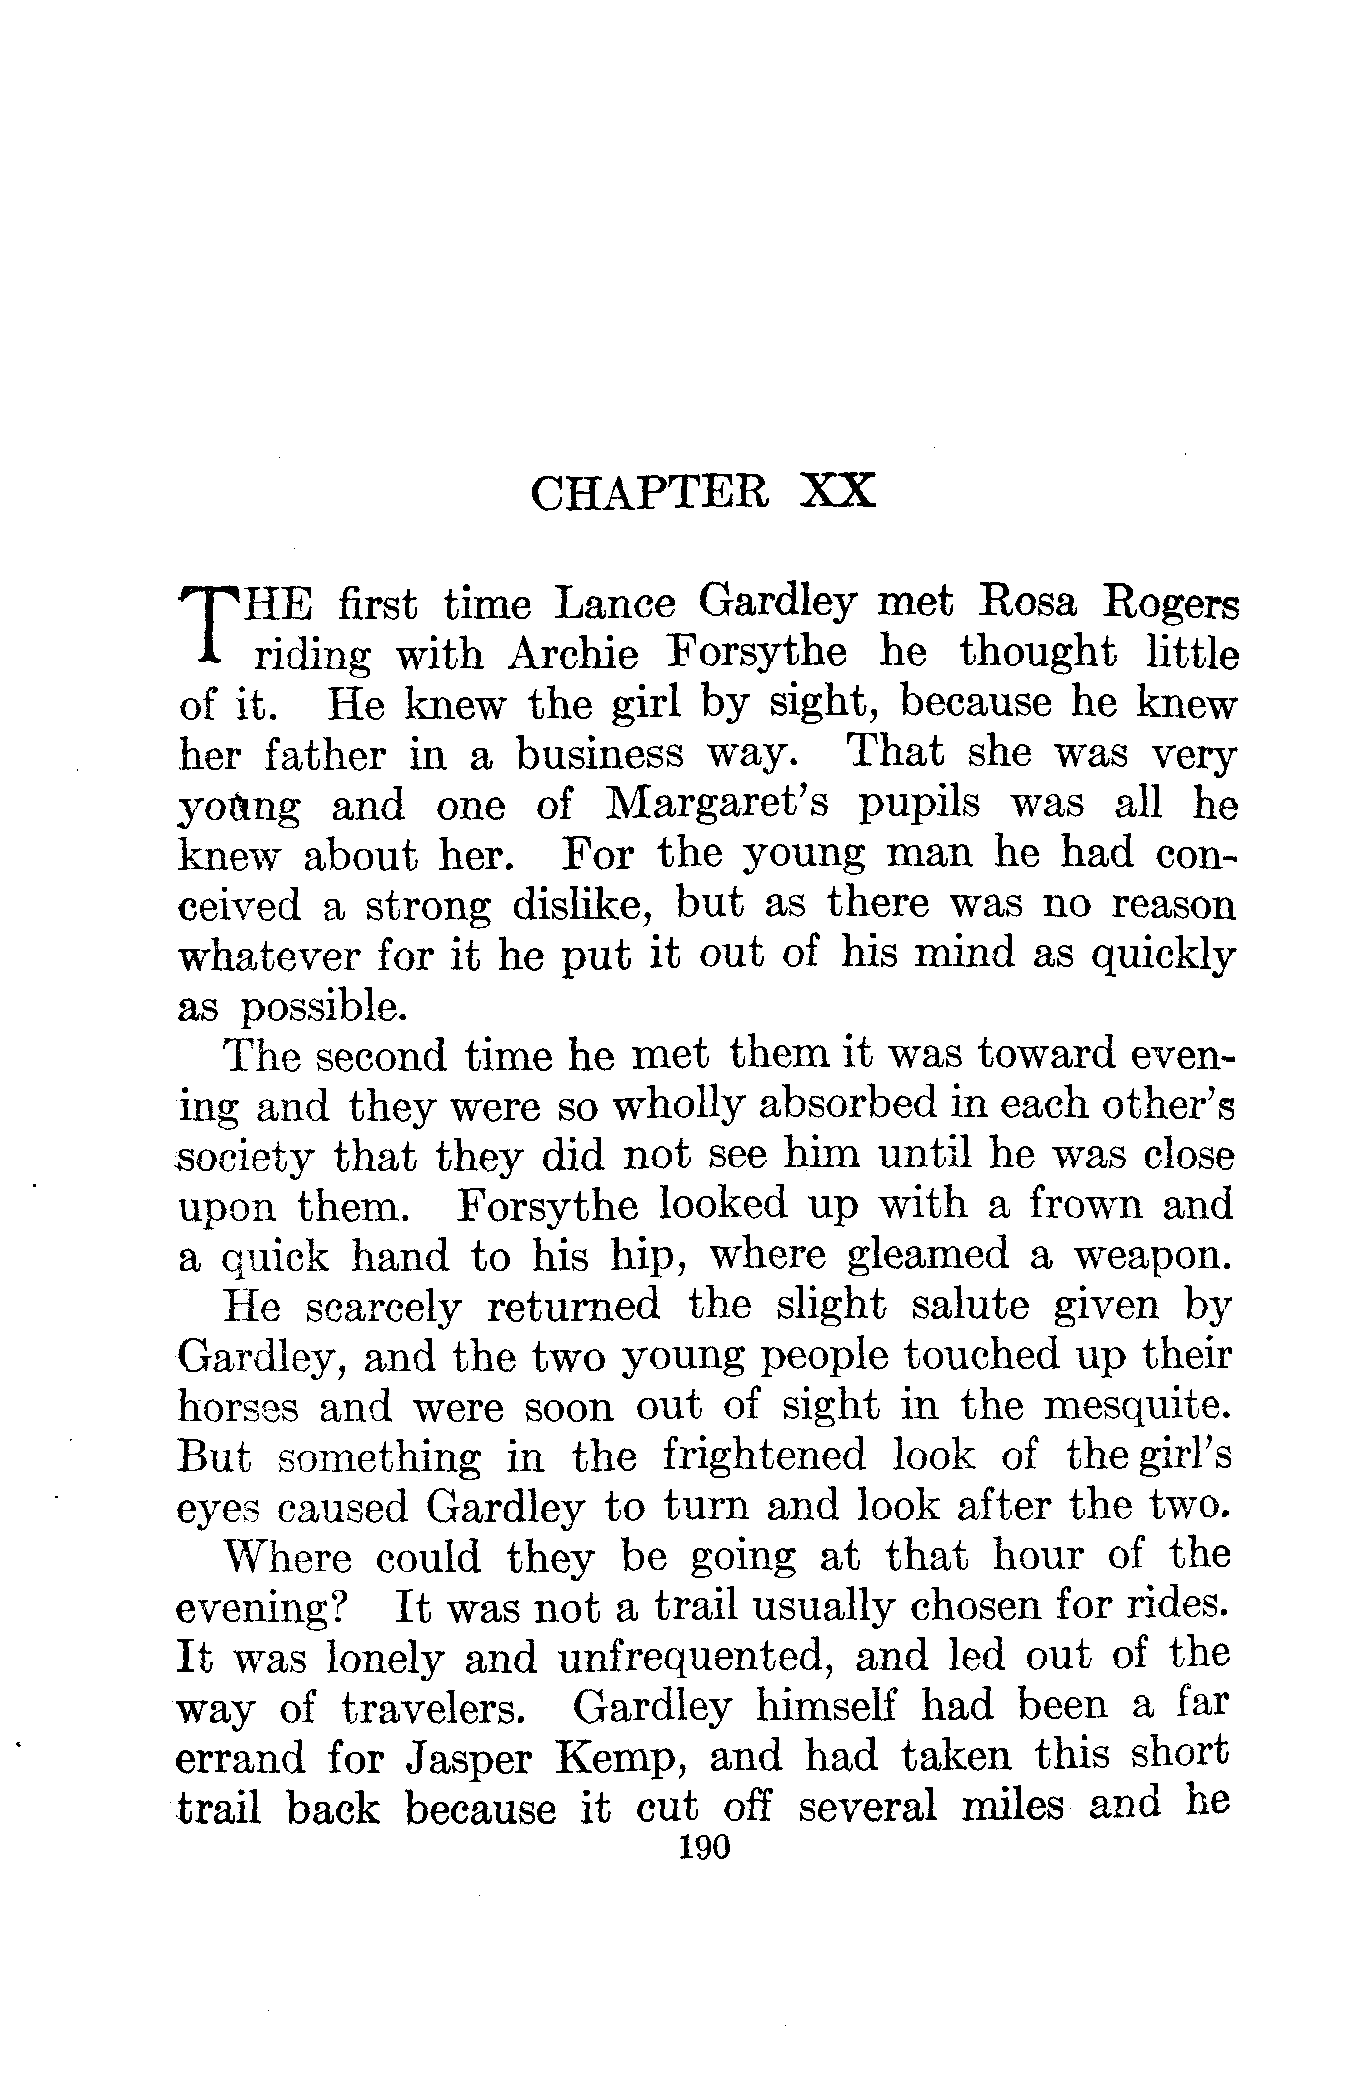 CHAPTER XX
THE first time Lance Gardley met Rosa Rogers
riding with Archie Forsythe he thought little
of it. He knew the girl by sight, because he knew
her father in a business way. That she was very
young and one of Margaret's pupils was all he
knew about her. For the young man he had con-
ceived a strong dislike, but as there was no reason
whatever for it he put it out of his mind as quickly
as possible.
The second time he met them it was toward even-
ing and they were so wholly absorbed in each other's
society that they did not see him until he was close
upon them. Forsythe looked up with a frown and
a quick hand to his hip, where gleamed a weapon.
He scarcely returned the slight salute given by
Gardley, and the two young people touched up their
horses and were soon out of sight in the mesquite.
But something in the frightened look of the girl's
eyes caused Gardley to turn and look after the two.
Where could they be going at that hour of the
evening? It was not a trail usually chosen for rides.
It was lonely and unfrequented, and led out of the
way of travelers. Gardley himself had been a far
errand for Jasper Kemp, and had taken this short
trail back because it cut off several miles and he
190